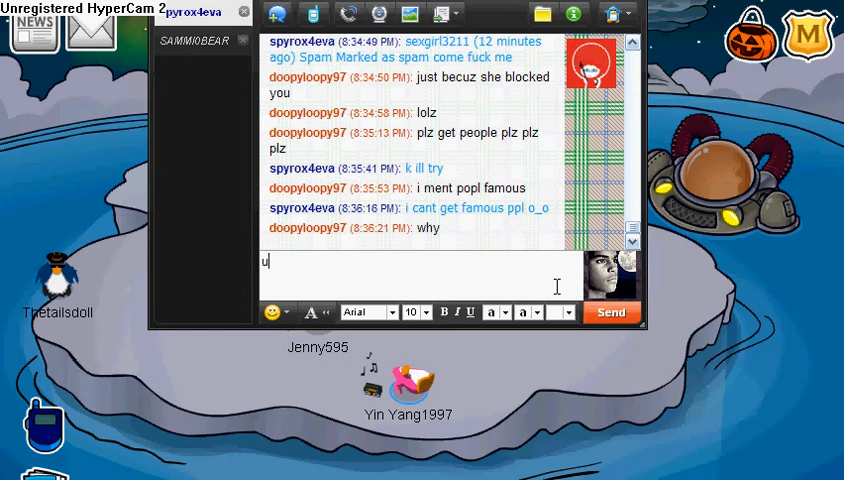 Unregistered HyperCam 2
NEWS
spyrox4eva
SAMMI0BEAR
M
spyrox4eva (8:34:49 PM): sexgirl3211 (12 minutes
ago) Spam Marked as spam come fuck me
doopyloopy97 (8:34:50 PM): just becuz she blocked
you
doopyloopy97 (8:34:58 PM): lolz
doopyloopy97 (8:35:13 PM): plz get people plz plz
plz
spyrox4eva (8:35:41 PM): k ill try
doopyloopy97 (8:35:53 PM): i ment popl famous
spyrox4eva (8:36:16 PM): i cant get famous ppl o_o
doopyloopy97 (8:36:21 PM): why
u
A Arial 10 B I U a a Send
Thetailsdoll
Jenny595
Yin Yang1997